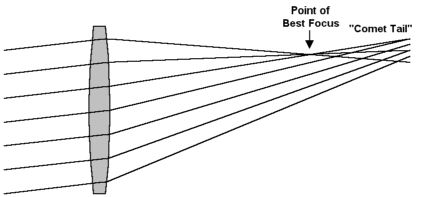 Point of
Best Focus
"Comet Tail"